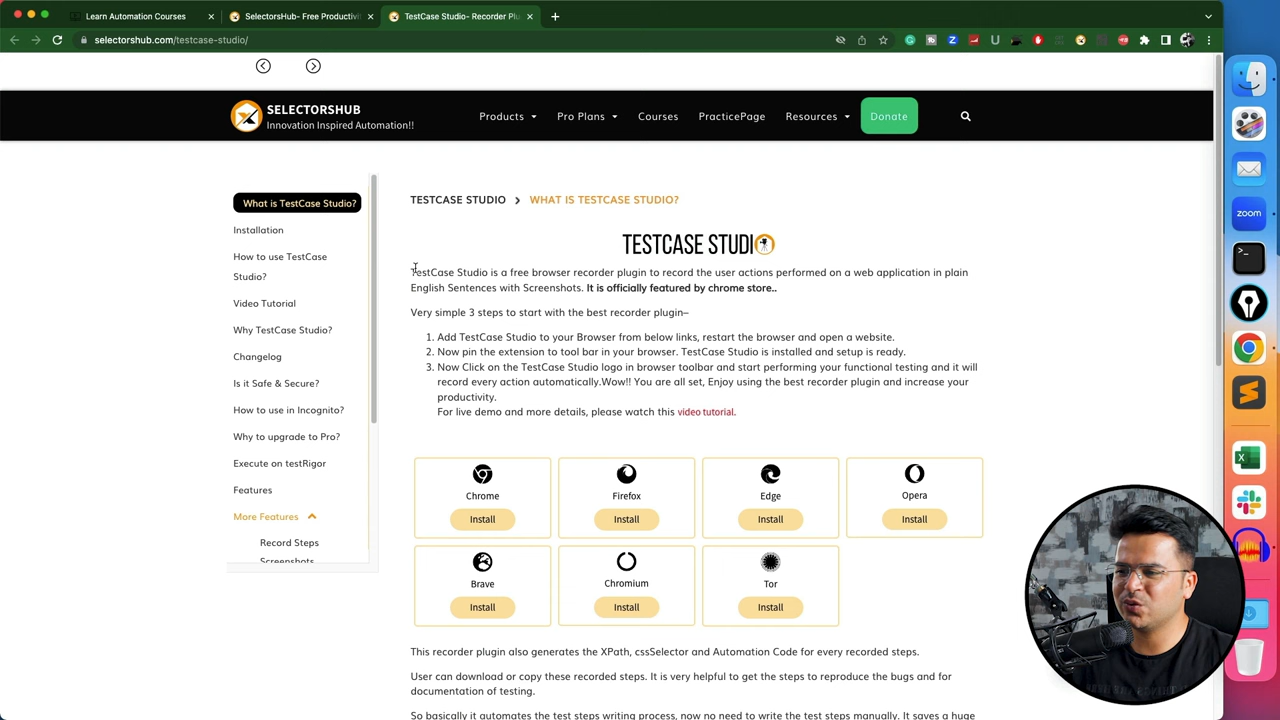 Learn Automation Courses
SelectorsHub- Free Productivi
TestCase Studio- Recorder Plu
selectorshub.com/testcase-studio/
SELECTORSHUB
Innovation Inspired Automation!!
Products
Pro Plans
Courses
PracticePage
Resources
Donate
What is TestCase Studio?
Installation
How to use TestCase
Studio?
Video Tutorial
Why TestCase Studio?
Changelog
Is it Safe & Secure?
How to use in Incognito?
Why to upgrade to Pro?
Execute on testRigor
Features
More Features
Record Steps
Screenshots
TESTCASE STUDIO > WHAT IS TESTCASE STUDIO?
TESTCASE STUDIO
TestCase Studio is a free browser recorder plugin to record the user actions performed on a web application in plain
English Sentences with Screenshots. It is officially featured by chrome store..
Very simple 3 steps to start with the best recorder plugin–
1. Add TestCase Studio to your Browser from below links, restart the browser and open a website.
2. Now pin the extension to tool bar in your browser. TestCase Studio is installed and setup is ready.
3. Now Click on the TestCase Studio logo in browser toolbar and start performing your functional testing and it will
record every action automatically.Wow!! You are all set, Enjoy using the best recorder plugin and increase your
productivity.
For live demo and more details, please watch this video tutorial.
Chrome
Install
Firefox
Install
Edge
Install
Opera
Install
Brave
Install
Chromium
Install
Tor
Install
This recorder plugin also generates the XPath, cssSelector and Automation Code for every recorded steps.
User can download or copy these recorded steps. It is very helpful to get the steps to reproduce the bugs and for
documentation of testing.
So basically it automates the test steps writing process, now no need to write the test steps manually. It saves a huge
zoom